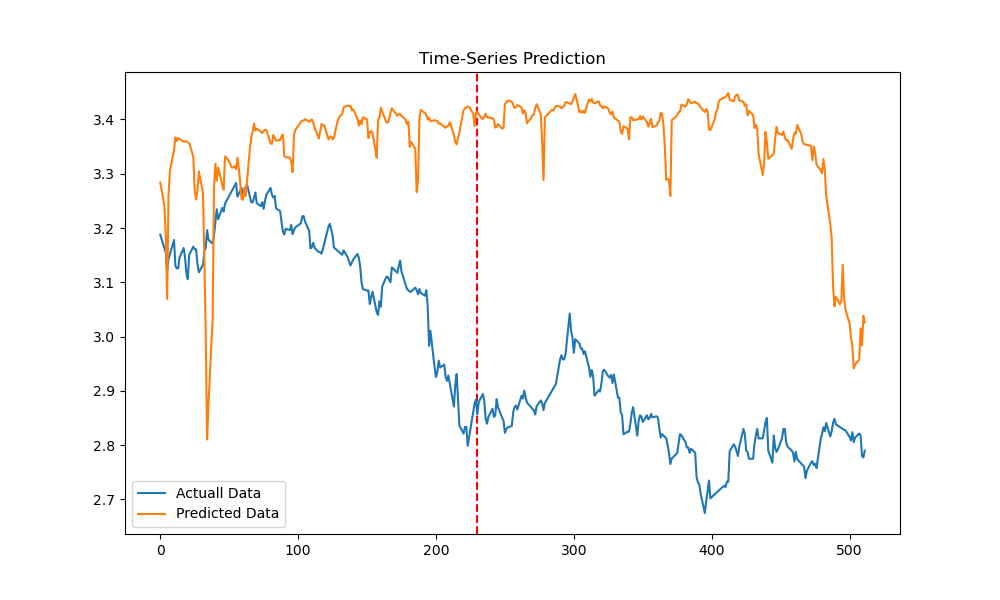 Time-Series Prediction
3.4
3.3
3.2
3.1
3.0
2.9
2.8
2.7
Actuall Data
Predicted Data
0 100 200 300 400 500